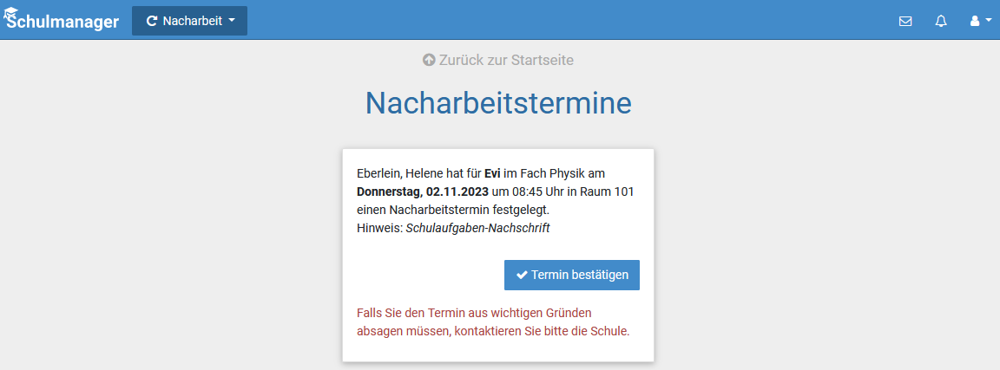 Schulmanager
Nacharbeit
Zurück zur Startseite
Nacharbeitstermine
Eberlein, Helene hat für Evi im Fach Physik am
Donnerstag, 02.11.2023 um 08:45 Uhr in Raum 101
einen Nacharbeitstermin festgelegt.
Hinweis: Schulaufgaben-Nachschrift
Termin bestätigen
Falls Sie den Termin aus wichtigen Gründen
absagen müssen, kontaktieren Sie bitte die Schule.